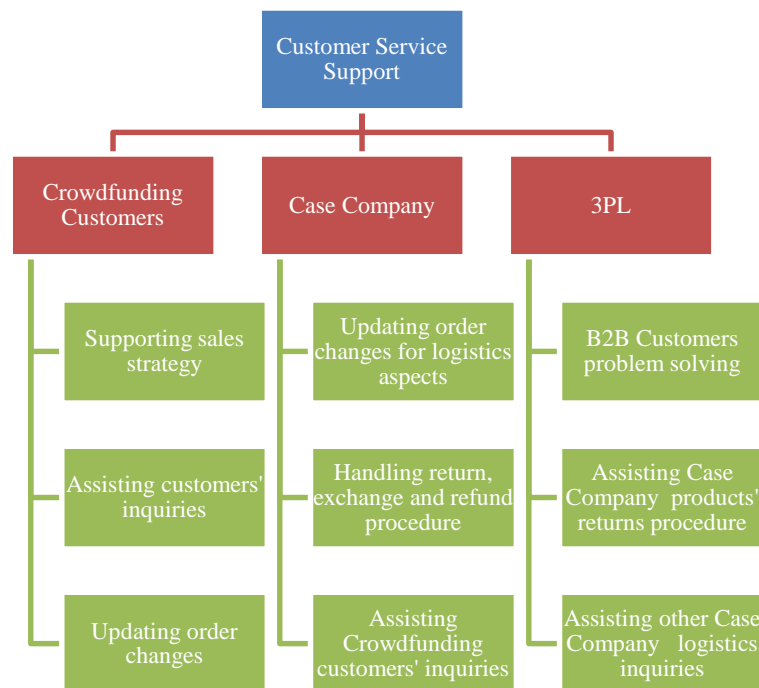 Customer Service
Support
Crowdfunding
Customers
Case Company
3PL
Supporting sales
strategy
Assisting customers'
inquiries
Updating order
changes
Updating order
changes for logistics
aspects
Handling return,
exchange and refund
procedure
Assisting
Crowdfunding
customers' inquiries
B2B Customers
problem solving
Assisting Case
Company products'
returns procedure
Assisting other Case
Company logistics
inquiries